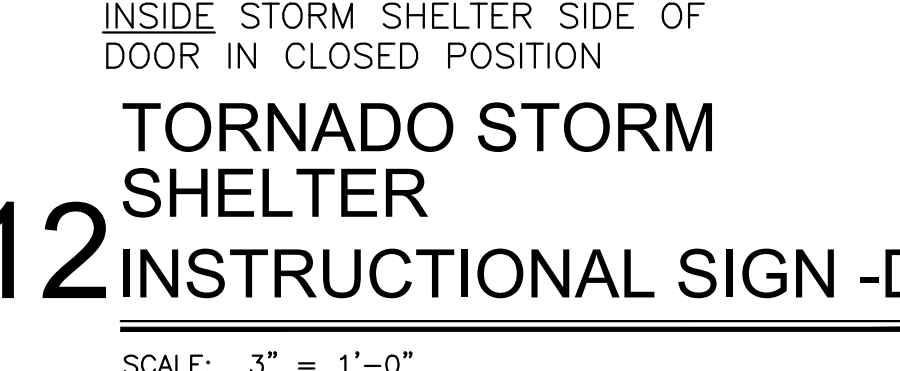 INSIDE STORM SHELTER SIDE OF
DOOR IN CLOSED POSITION
TORNADO STORM
SHELTER
12
INSTRUCTIONAL SIGN -D
SCALE: 3" = 1'-0"